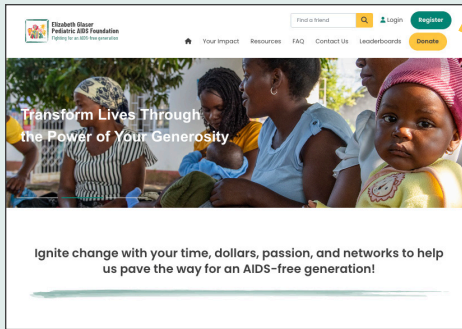 Elizabeth Glaser
Pediatric AIDS Foundation
Fighting for an AIDS-free generation
Find a friend
Login
Register
Your Impact
Resources
FAQ
Contact Us
Leaderboards
Donate
Transform Lives Through
the Power of Your Generosity
Ignite change with your time, dollars, passion, and networks to help
us pave the way for an AIDS-free generation!